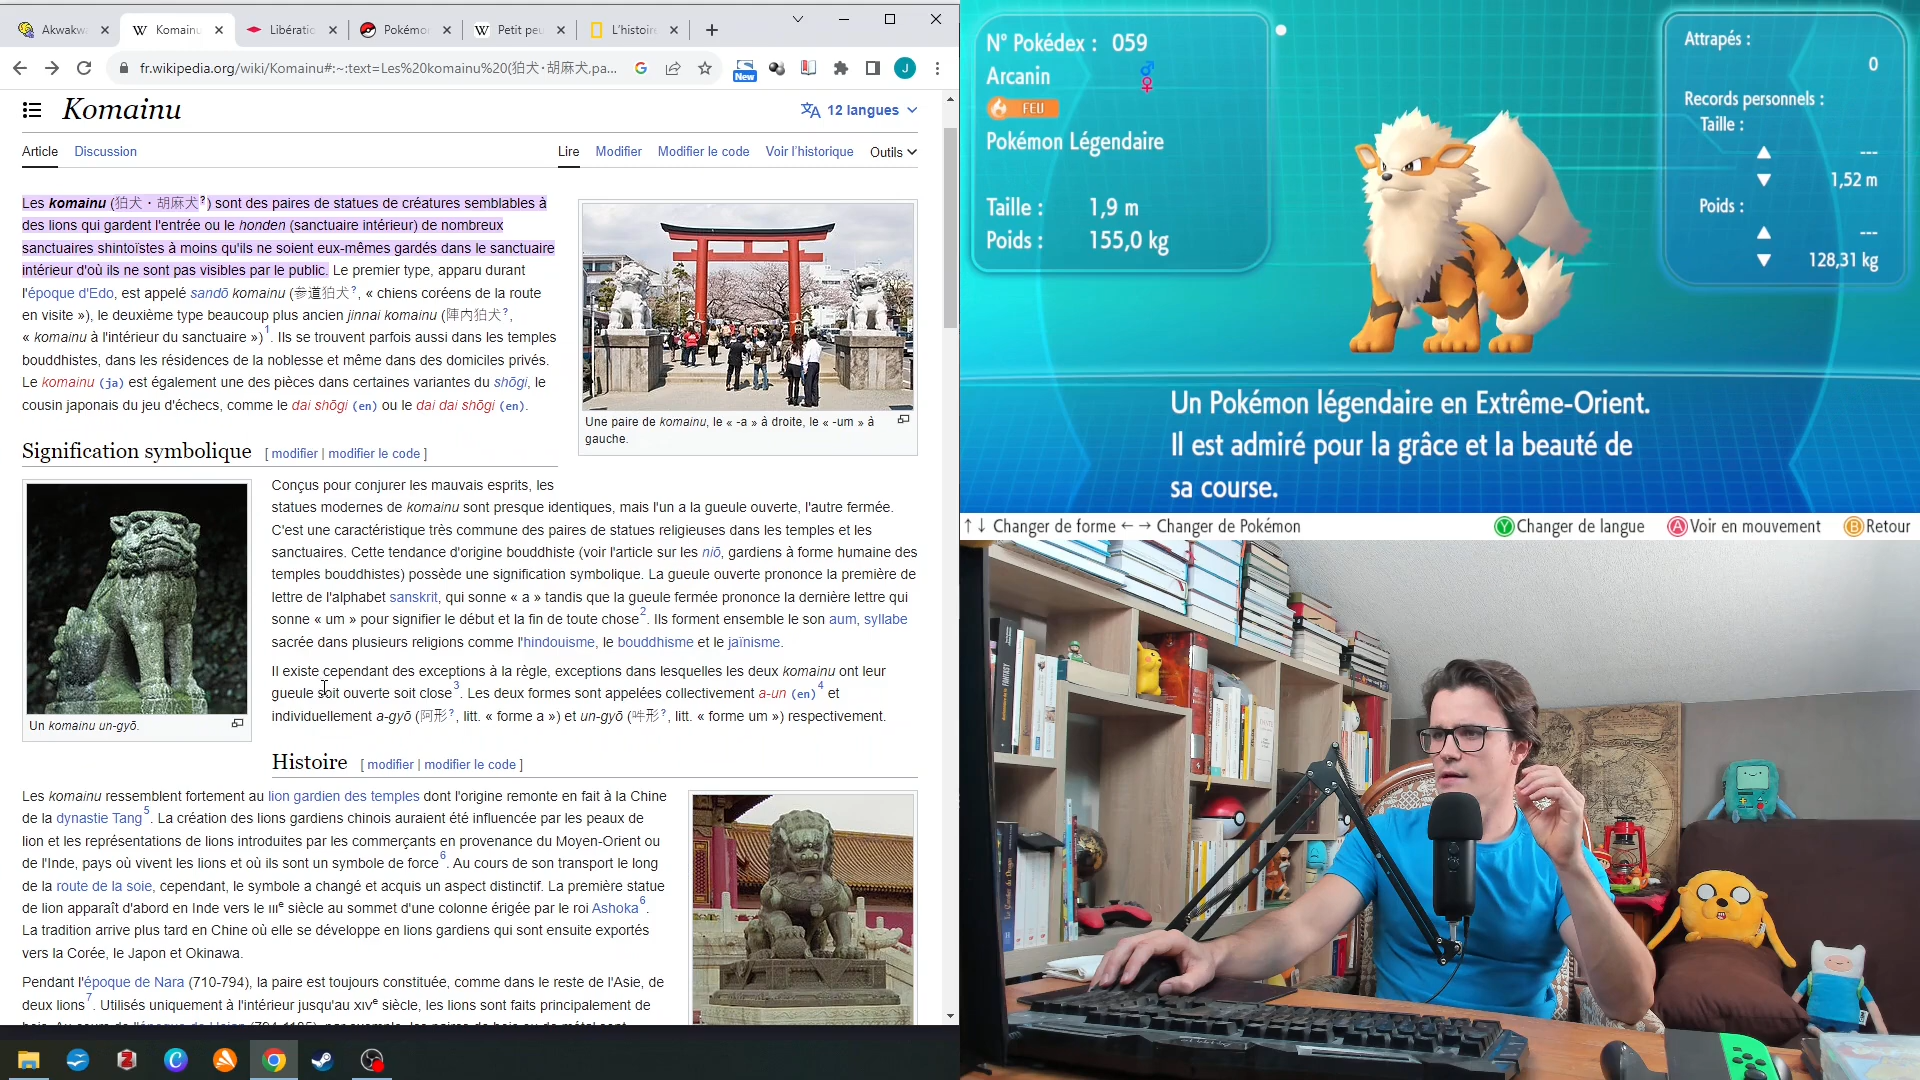 Akwakw
Komainu
Libératic
Pokémo
Petit peu
L'histoire
fr.wikipedia.org/wiki/Komainu#:~:text=Les%20komainu%20(狛犬・胡麻犬,pa...
New
J
Komainu
12 langues
Article Discussion
Lire Modifier Modifier le code Voir l'historique Outils
Les komainu (狛犬・胡麻犬?) sont des paires de statues de créatures semblables à
des lions qui gardent l'entrée ou le honden (sanctuaire intérieur) de nombreux
sanctuaires shintoïstes à moins qu'ils ne soient eux-mêmes gardés dans le sanctuaire
intérieur d'où ils ne sont pas visibles par le public. Le premier type, apparu durant
l'époque d'Edo, est appelé sandō komainu (参道狛犬?, « chiens coréens de la route
en visite »), le deuxième type beaucoup plus ancien jinnai komainu (陣内狛犬?,
« komainu à l'intérieur du sanctuaire »)1. Ils se trouvent parfois aussi dans les temples
bouddhistes, dans les résidences de la noblesse et même dans des domiciles privés.
Le komainu (ja) est également une des pièces dans certaines variantes du shōgi, le
cousin japonais du jeu d'échecs, comme le dai shōgi (en) ou le dai dai shōgi (en).
Une paire de komainu, le « -a » à droite, le « -um » à
gauche.
Signification symbolique [ modifier | modifier le code ]
Conçus pour conjurer les mauvais esprits, les
statues modernes de komainu sont presque identiques, mais l'un a la gueule ouverte, l'autre fermée.
C'est une caractéristique très commune des paires de statues religieuses dans les temples et les
sanctuaires. Cette tendance d'origine bouddhiste (voir l'article sur les niō, gardiens à forme humaine des
temples bouddhistes) possède une signification symbolique. La gueule ouverte prononce la première de
lettre de l'alphabet sanskrit, qui sonne « a » tandis que la gueule fermée prononce la dernière lettre qui
sonne « um » pour signifier le début et la fin de toute chose2. Ils forment ensemble le son aum, syllabe
sacrée dans plusieurs religions comme l'hindouisme, le bouddhisme et le jaïnisme.
Il existe cependant des exceptions à la règle, exceptions dans lesquelles les deux komainu ont leur
gueule soit ouverte soit close3. Les deux formes sont appelées collectivement a-un (en)4 et
individuellement a-gyō (阿形?, litt. « forme a ») et un-gyō (吽形?, litt. « forme um ») respectivement.
Un komainu un-gyō.
Histoire [ modifier | modifier le code ]
Les komainu ressemblent fortement au lion gardien des temples dont l'origine remonte en fait à la Chine
de la dynastie Tang5. La création des lions gardiens chinois auraient été influencée par les peaux de
lion et les représentations de lions introduites par les commerçants en provenance du Moyen-Orient ou
de l'Inde, pays où vivent les lions et où ils sont un symbole de force6. Au cours de son transport le long
de la route de la soie, cependant, le symbole a changé et acquis un aspect distinctif. La première statue
de lion apparaît d'abord en Inde vers le IIIe siècle au sommet d'une colonne érigée par le roi Ashoka6.
La tradition arrive plus tard en Chine où elle se développe en lions gardiens qui sont ensuite exportés
vers la Corée, le Japon et Okinawa.
Pendant l'époque de Nara (710-794), la paire est toujours constituée, comme dans le reste de l'Asie, de
deux lions7. Utilisés uniquement à l'intérieur jusqu'au XIVe siècle, les lions sont faits principalement de
N° Pokédex : 059
Arcanin
FEU
Pokémon Légendaire
Taille : 1,9 m
Poids : 155,0 kg
Attrapés :
0
Records personnels :
Taille :
▲ ---
▼ 1,52 m
Poids :
▲ ---
▼ 128,31 kg
Un Pokémon légendaire en Extrême-Orient.
Il est admiré pour la grâce et la beauté de
sa course.
↑↓ Changer de forme ←→ Changer de Pokémon Y Changer de langue A Voir en mouvement B Retour